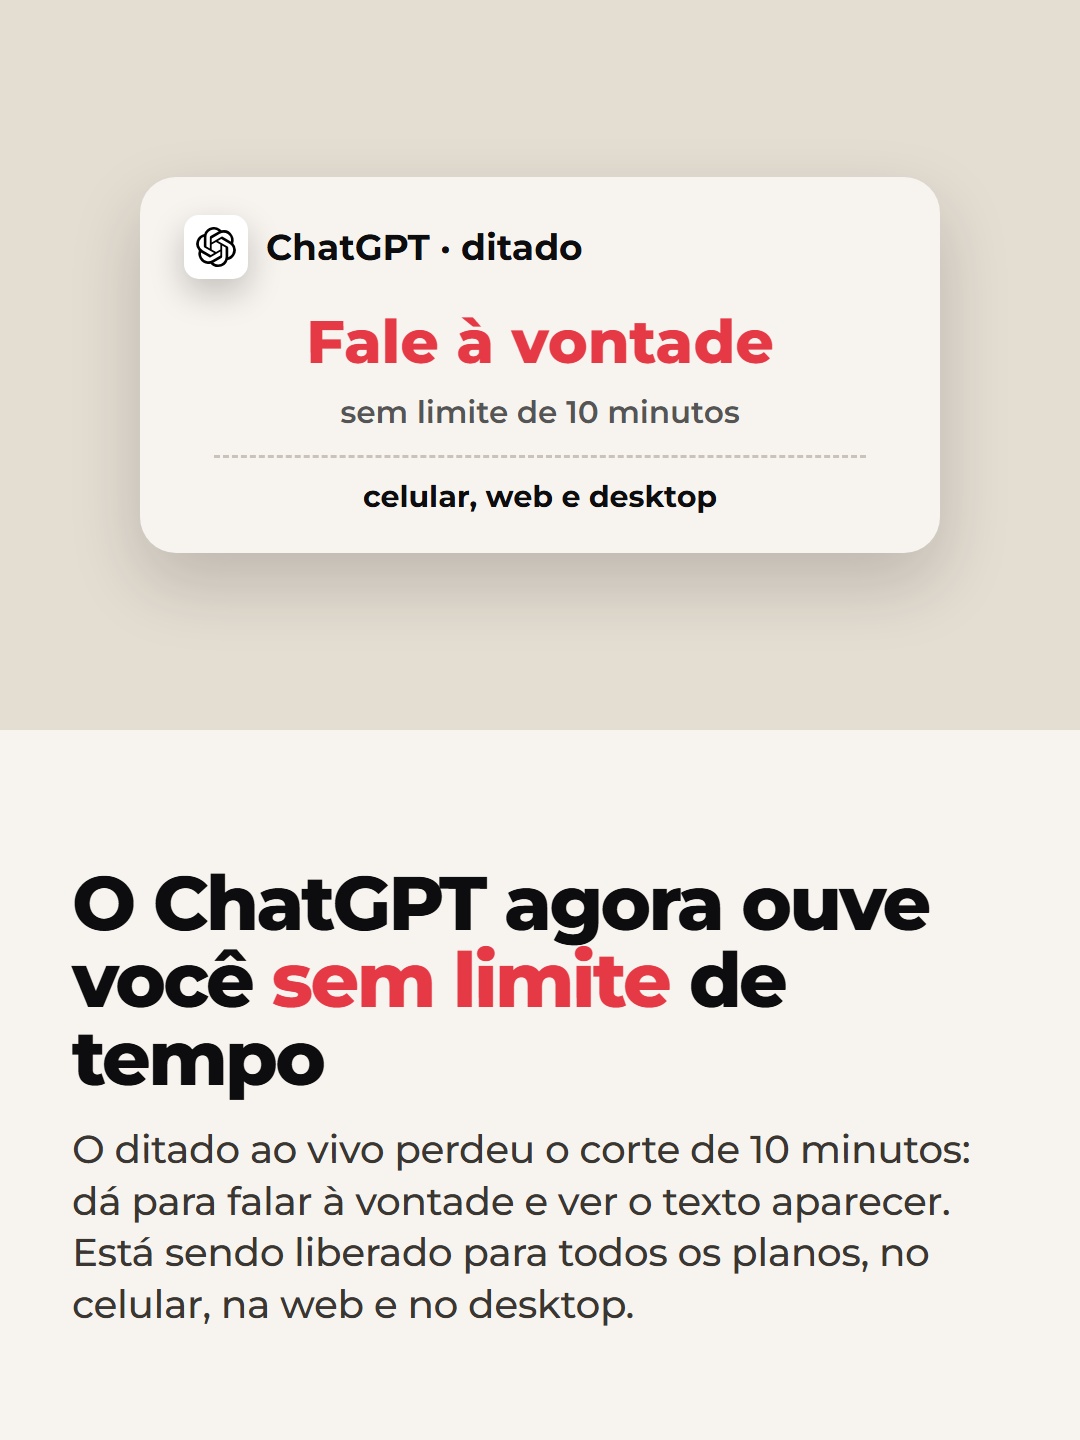 ChatGPT · ditado
Fale à vontade
sem limite de 10 minutos
celular, web e desktop
O ChatGPT agora ouve
você sem limite de
tempo
O ditado ao vivo perdeu o corte de 10 minutos:
dá para falar à vontade e ver o texto aparecer.
Está sendo liberado para todos os planos, no
celular, na web e no desktop.